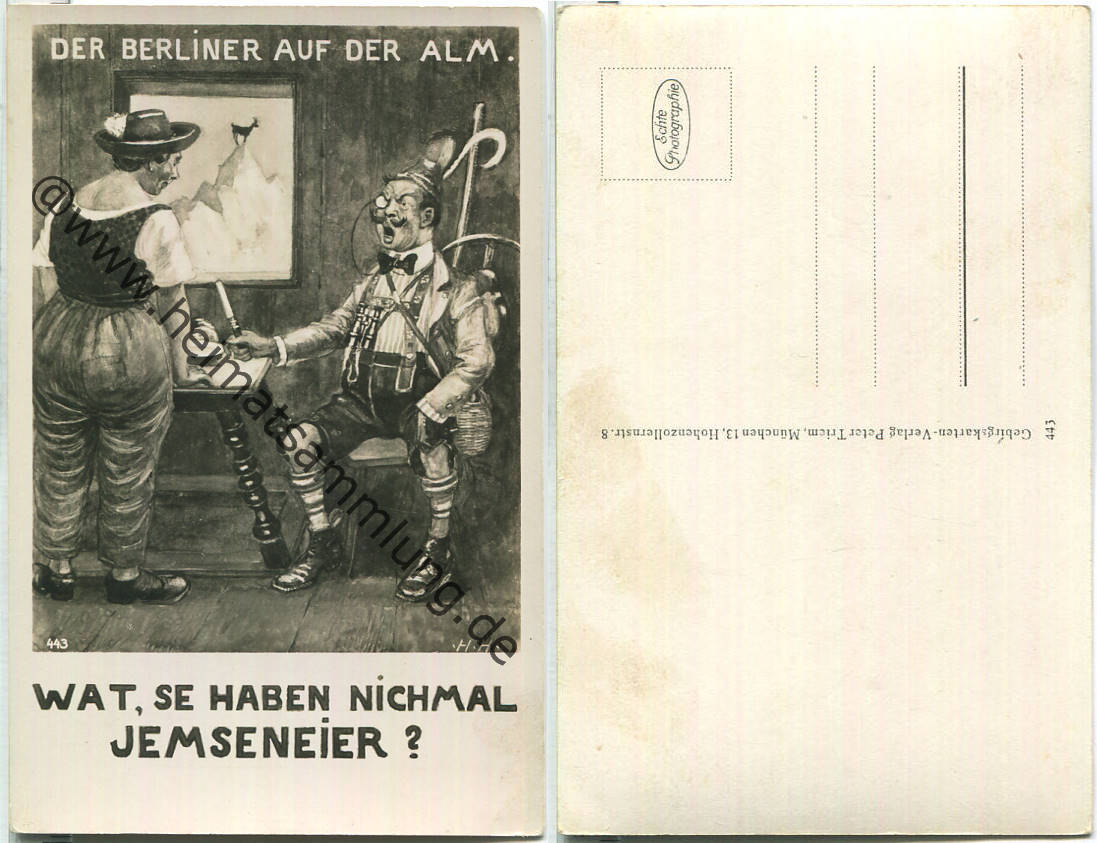 DER BERLINER AUF DER ALM.
@www.heimatsammlung.de
443
WAT, SE HABEN NICHMAL
JEMSENEIER ?
Echte
Photographie
Gebirgskarten-Verlag Peter Triem, München 13, Hohenzollernstr. 8
443